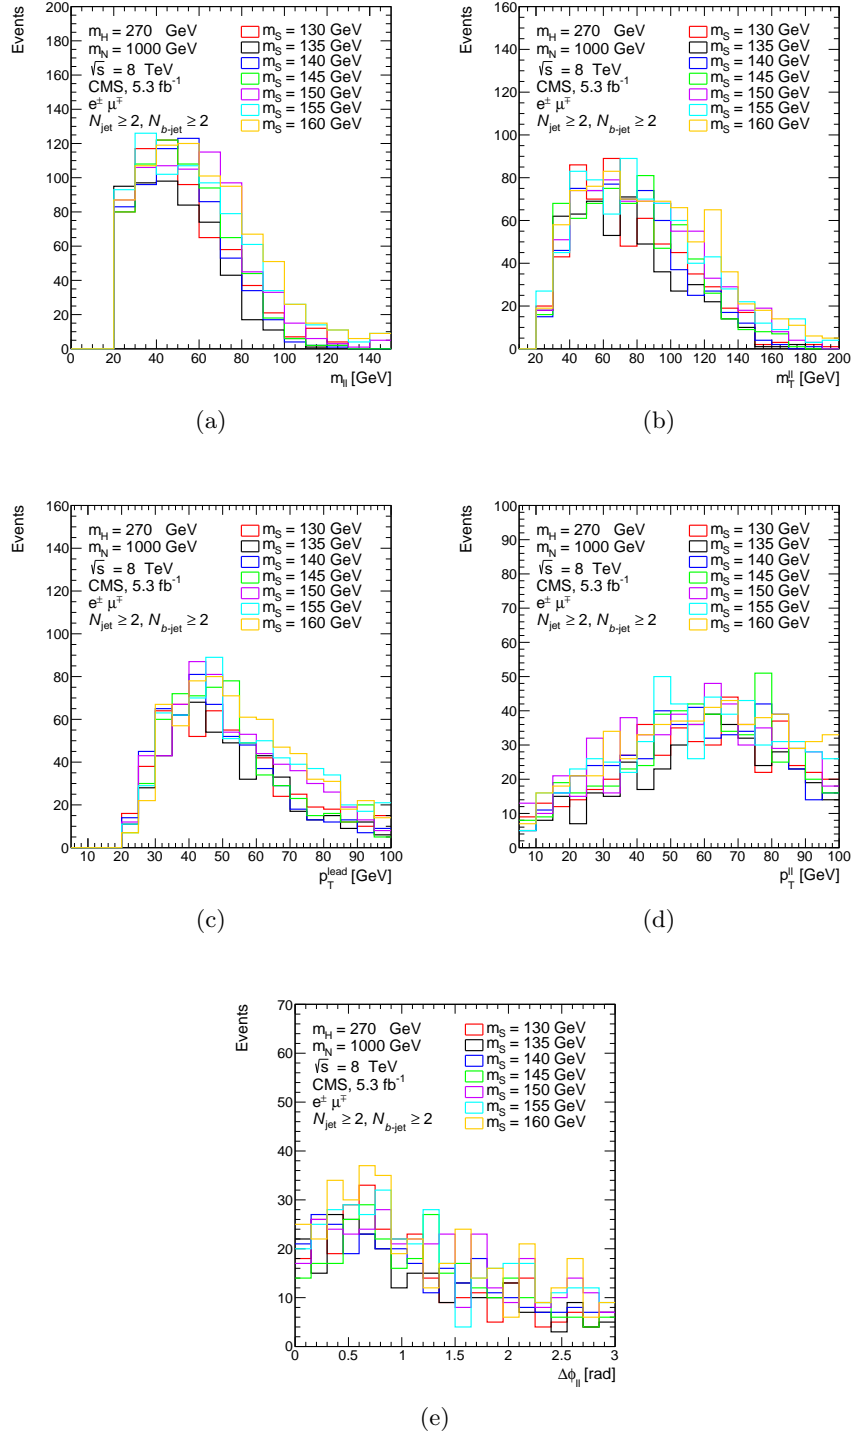 Events
200
180
160
140
120
100
80
60
40
20
0
0 20 40 60 80 100 120 140
m_ll [GeV]
m_H = 270 GeV
m_N = 1000 GeV
√s = 8 TeV
CMS, 5.3 fb⁻¹
e± μ∓
N_jet ≥ 2, N_b-jet ≥ 2
m_S = 130 GeV
m_S = 135 GeV
m_S = 140 GeV
m_S = 145 GeV
m_S = 150 GeV
m_S = 155 GeV
m_S = 160 GeV
(a)
Events
160
140
120
100
80
60
40
20
0
20 40 60 80 100 120 140 160 180 200
m_T^ll [GeV]
m_H = 270 GeV
m_N = 1000 GeV
√s = 8 TeV
CMS, 5.3 fb⁻¹
e± μ∓
N_jet ≥ 2, N_b-jet ≥ 2
m_S = 130 GeV
m_S = 135 GeV
m_S = 140 GeV
m_S = 145 GeV
m_S = 150 GeV
m_S = 155 GeV
m_S = 160 GeV
(b)
Events
160
140
120
100
80
60
40
20
0
10 20 30 40 50 60 70 80 90 100
p_T^lead [GeV]
m_H = 270 GeV
m_N = 1000 GeV
√s = 8 TeV
CMS, 5.3 fb⁻¹
e± μ∓
N_jet ≥ 2, N_b-jet ≥ 2
m_S = 130 GeV
m_S = 135 GeV
m_S = 140 GeV
m_S = 145 GeV
m_S = 150 GeV
m_S = 155 GeV
m_S = 160 GeV
(c)
Events
100
90
80
70
60
50
40
30
20
10
0
10 20 30 40 50 60 70 80 90 100
p_T^ll [GeV]
m_H = 270 GeV
m_N = 1000 GeV
√s = 8 TeV
CMS, 5.3 fb⁻¹
e± μ∓
N_jet ≥ 2, N_b-jet ≥ 2
m_S = 130 GeV
m_S = 135 GeV
m_S = 140 GeV
m_S = 145 GeV
m_S = 150 GeV
m_S = 155 GeV
m_S = 160 GeV
(d)
Events
70
60
50
40
30
20
10
0
0 0.5 1 1.5 2 2.5 3
Δϕ_ll [rad]
m_H = 270 GeV
m_N = 1000 GeV
√s = 8 TeV
CMS, 5.3 fb⁻¹
e± μ∓
N_jet ≥ 2, N_b-jet ≥ 2
m_S = 130 GeV
m_S = 135 GeV
m_S = 140 GeV
m_S = 145 GeV
m_S = 150 GeV
m_S = 155 GeV
m_S = 160 GeV
(e)